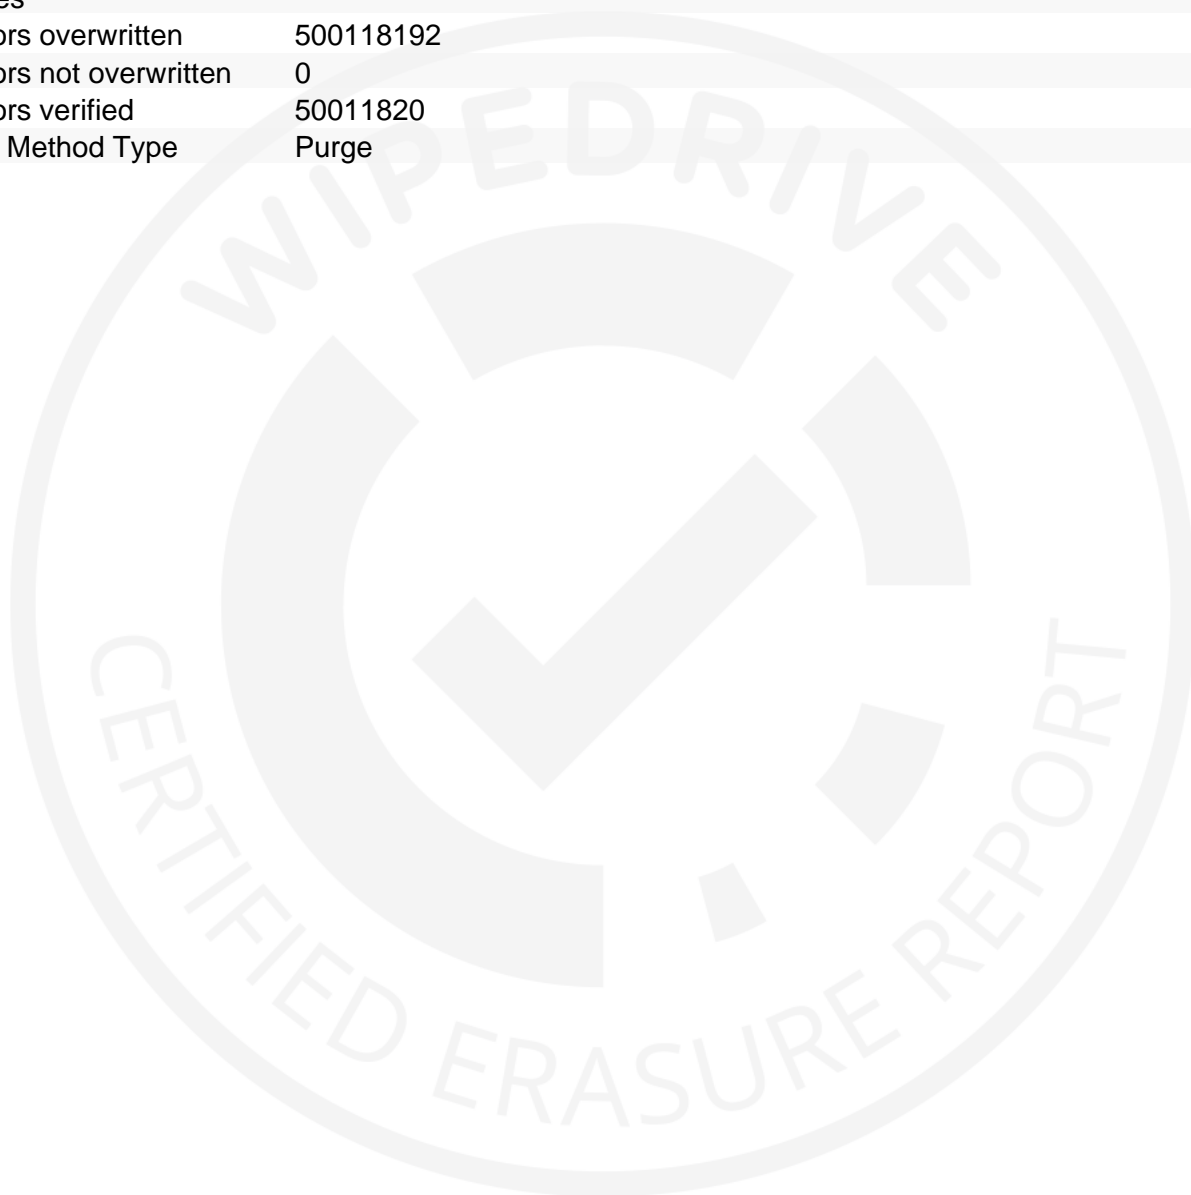 es
ors overwritten 500118192
ors not overwritten 0
ors verified 50011820
Method Type Purge
WIPEDRIVE
CERTIFIED ERASURE REPORT